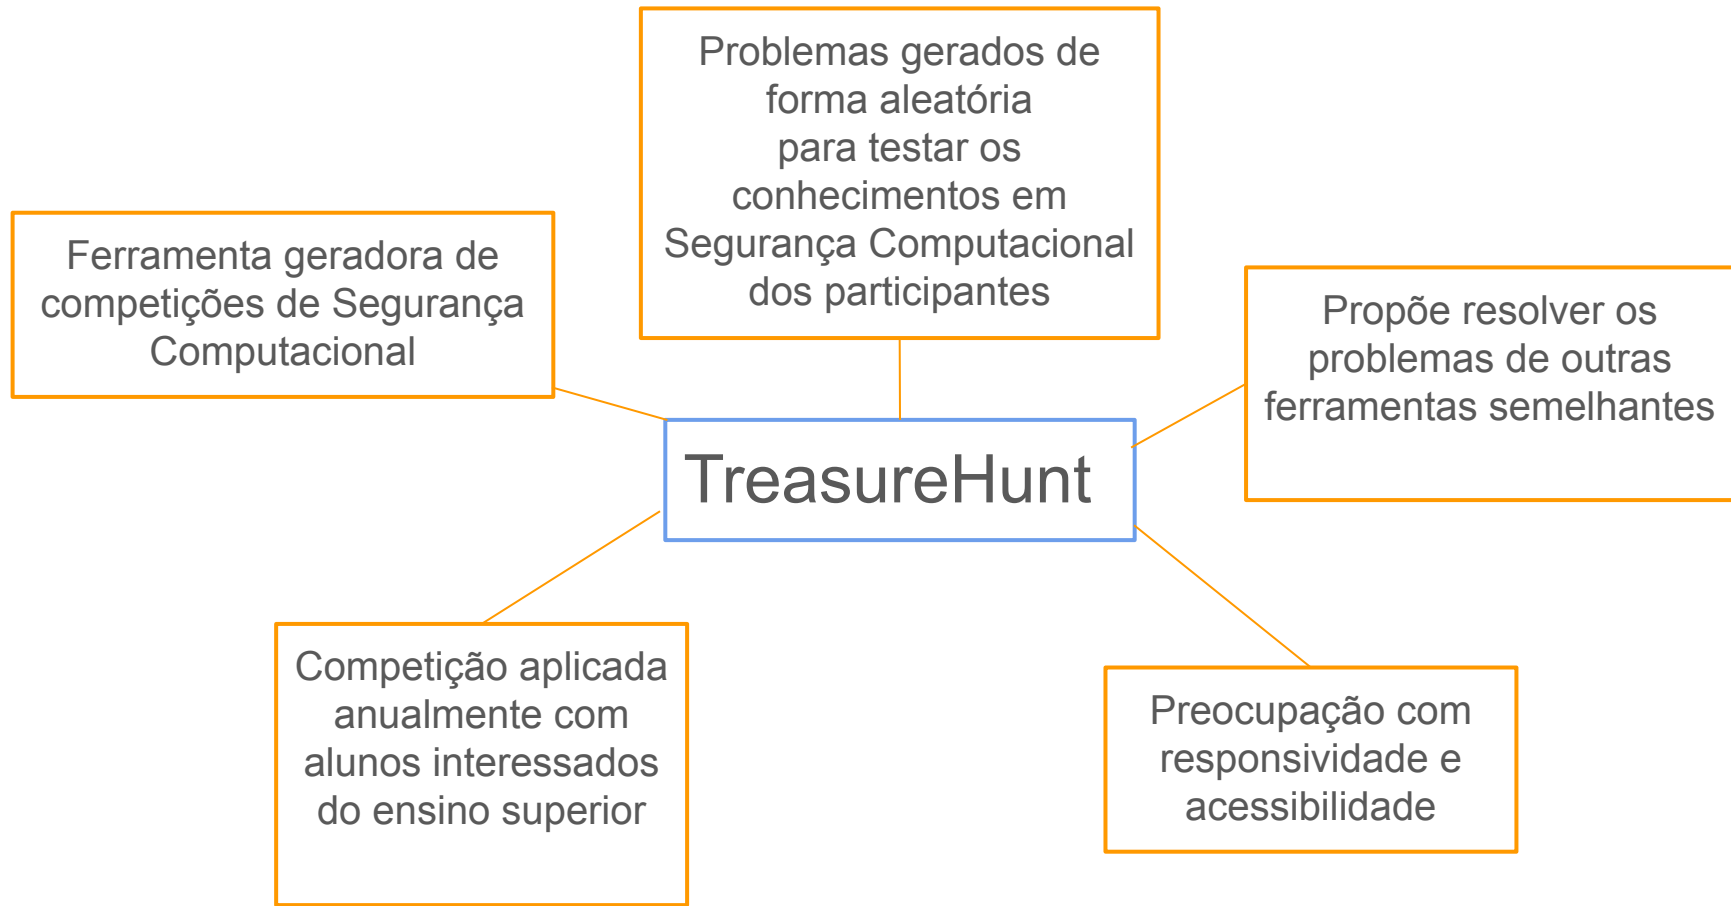 Problemas gerados de
forma aleatória
para testar os
conhecimentos em
Segurança Computacional
dos participantes
Ferramenta geradora de
competições de Segurança
Computacional
Propõe resolver os
problemas de outras
ferramentas semelhantes
TreasureHunt
Competição aplicada
anualmente com
alunos interessados
do ensino superior
Preocupação com
responsividade e
acessibilidade